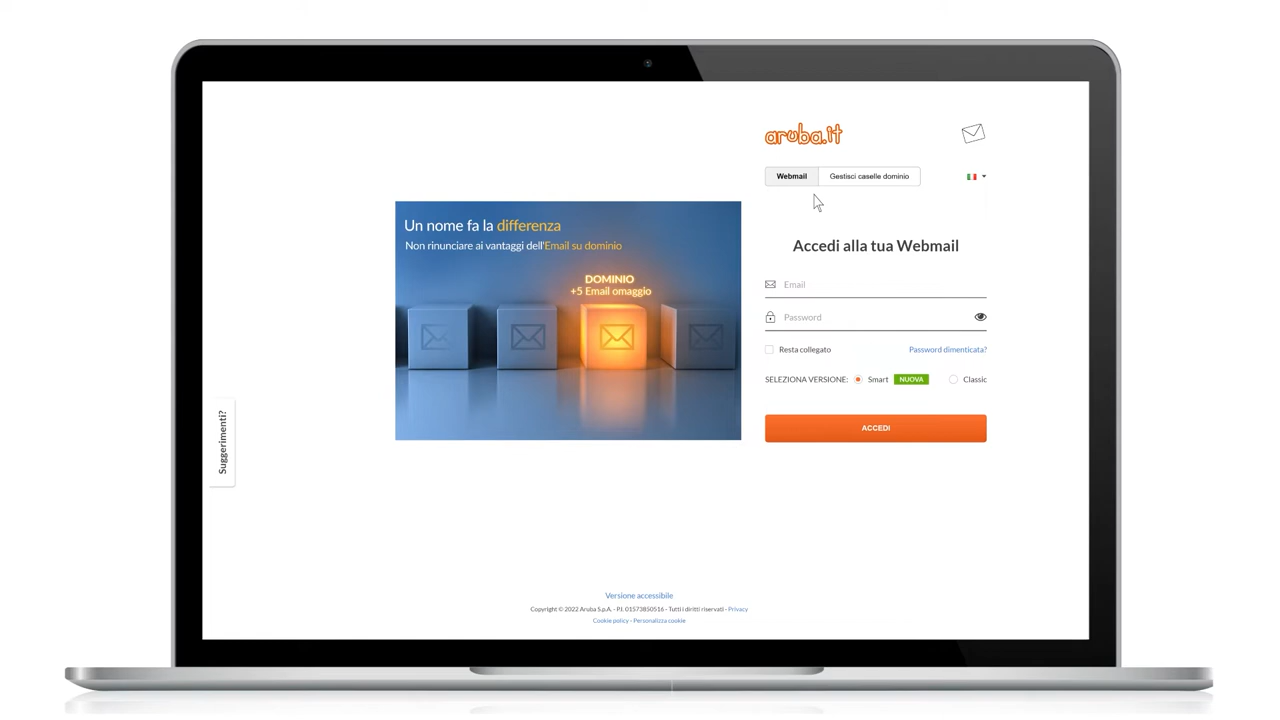 aruba.it
Webmail
Gestisci caselle dominio
Un nome fa la differenza
Non rinunciare ai vantaggi dell'Email su dominio
DOMINIO
+5 Email omaggio
Accedi alla tua Webmail
Email
Password
Resta collegato
Password dimenticata?
SELEZIONA VERSIONE: Smart NUOVA Classic
ACCEDI
Suggerimenti?
Versione accessibile
Copyright © 2022 Aruba S.p.A. - P.I. 01573850516 - Tutti i diritti riservati - Privacy
Cookie policy - Personalizza cookie